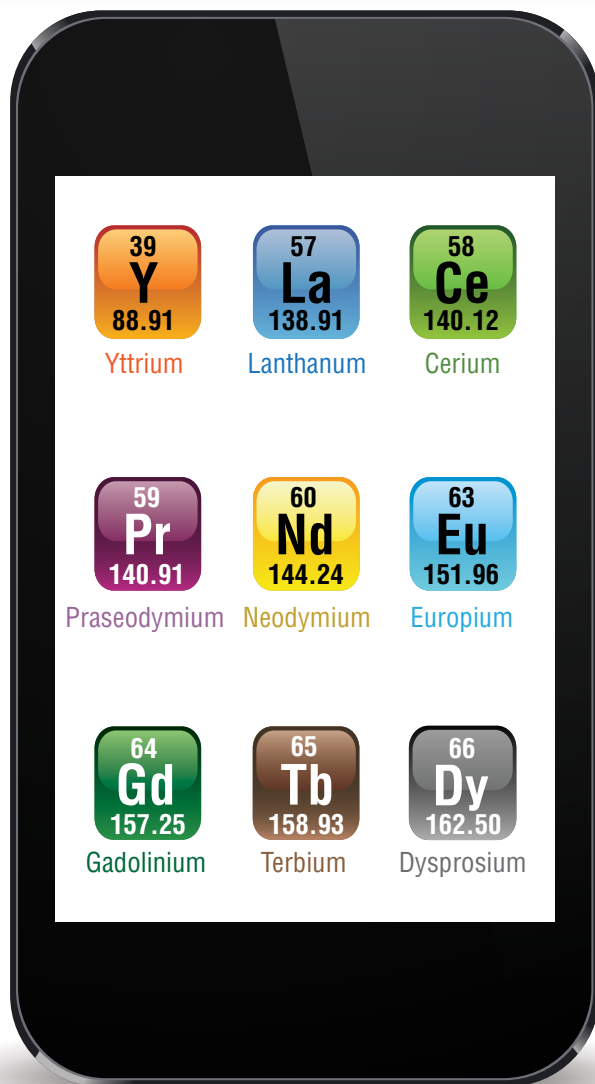 39 57 58
Y La Ce
88.91 138.91 140.12
Yttrium Lanthanum Cerium
59 60 63
Pr Nd Eu
140.91 144.24 151.96
Praseodymium Neodymium Europium
64 65 66
Gd Tb Dy
157.25 158.93 162.50
Gadolinium Terbium Dysprosium